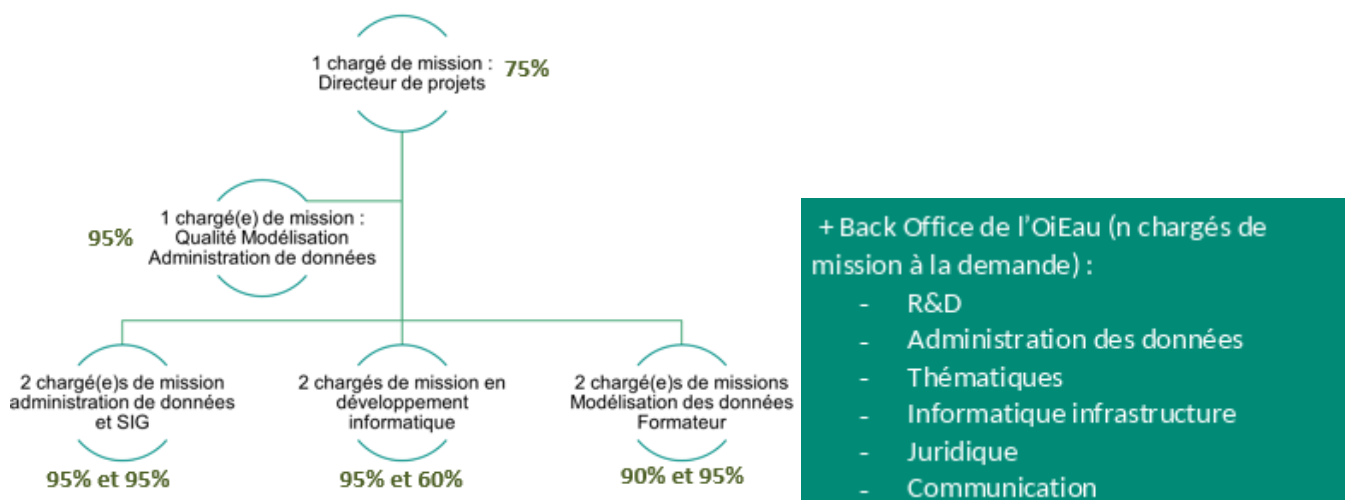 1 chargé de mission :
Directeur de projets
75%
1 chargé(e) de mission :
Qualité Modélisation
Administration de données
95%
2 chargé(e)s de mission
administration de données
et SIG
95% et 95%
2 chargés de mission en
développement
informatique
95% et 60%
2 chargé(e)s de missions
Modélisation des données
Formateur
90% et 95%
+ Back Office de l’OiEau (n chargés de
mission à la demande) :
- R&D
- Administration des données
- Thématiques
- Informatique infrastructure
- Juridique
- Communication